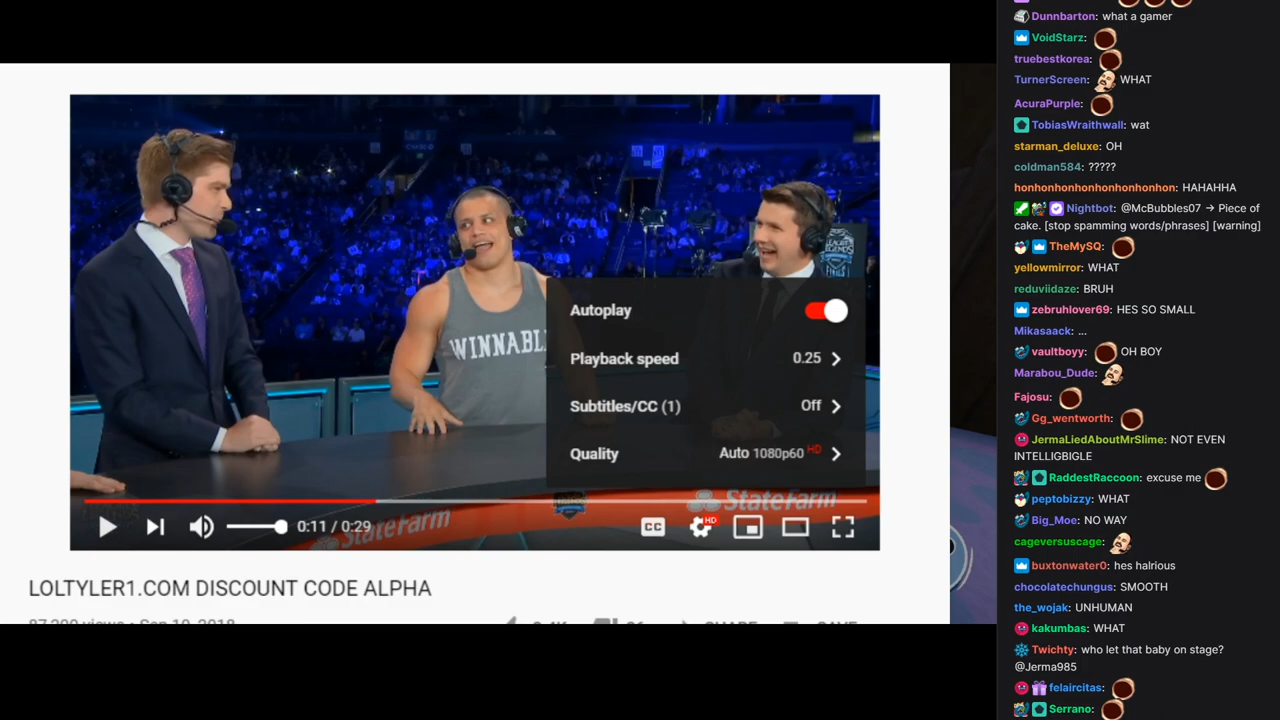 WINNABL
Autoplay
Playback speed 0.25
Subtitles/CC (1) Off
Quality Auto 1080p60 HD
StateFarm
StateFarm
0:11 / 0:29
CC
HD
LOLTYLER1.COM DISCOUNT CODE ALPHA
Dunnbarton: what a gamer
VoidStarz:
truebestkorea:
TurnerScreen: WHAT
AcuraPurple:
TobiasWraithwall: wat
starman_deluxe: OH
coldman584: ?????
honhonhonhonhonhonhonhon: HAHAHHA
Nightbot: @McBubbles07 → Piece of
cake. [stop spamming words/phrases] [warning]
TheMySQ:
yellowmirror: WHAT
reduviidaze: BRUH
zebruhlover69: HES SO SMALL
Mikasaack: ...
vaultboyy: OH BOY
Marabou_Dude:
Fajosu:
Gg_wentworth:
JermaLiedAboutMrSlime: NOT EVEN
INTELLIGBIGLE
RaddestRaccoon: excuse me
peptobizzy: WHAT
Big_Moe: NO WAY
cageversuscage:
buxtonwater0: hes halrious
chocolatechungus: SMOOTH
the_wojak: UNHUMAN
kakumbas: WHAT
Twichty: who let that baby on stage?
@Jerma985
felaircitas:
Serrano: